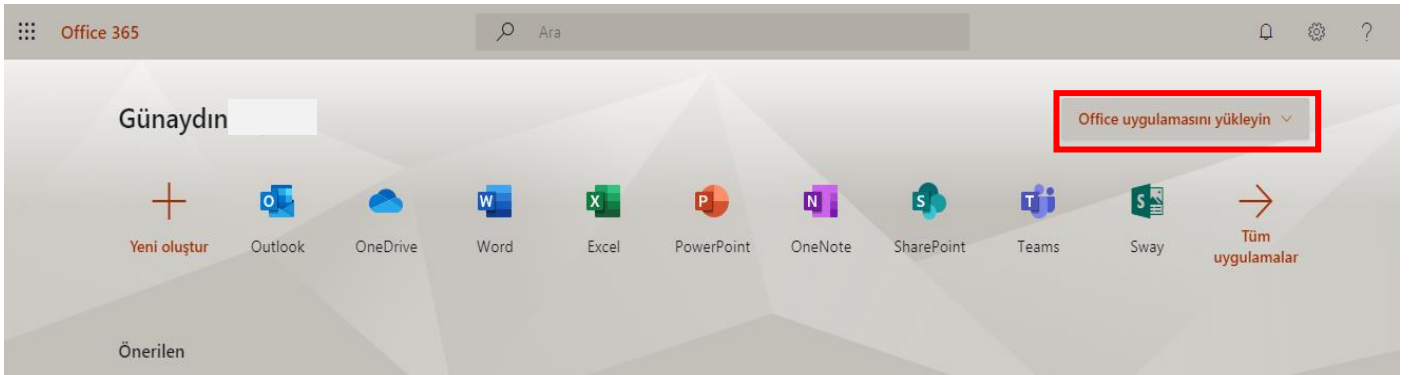 Office 365
Ara
Günaydın
Office uygulamasını yükleyin
Yeni oluştur
Outlook
OneDrive
Word
Excel
PowerPoint
OneNote
SharePoint
Teams
Sway
Tüm
uygulamalar
Önerilen